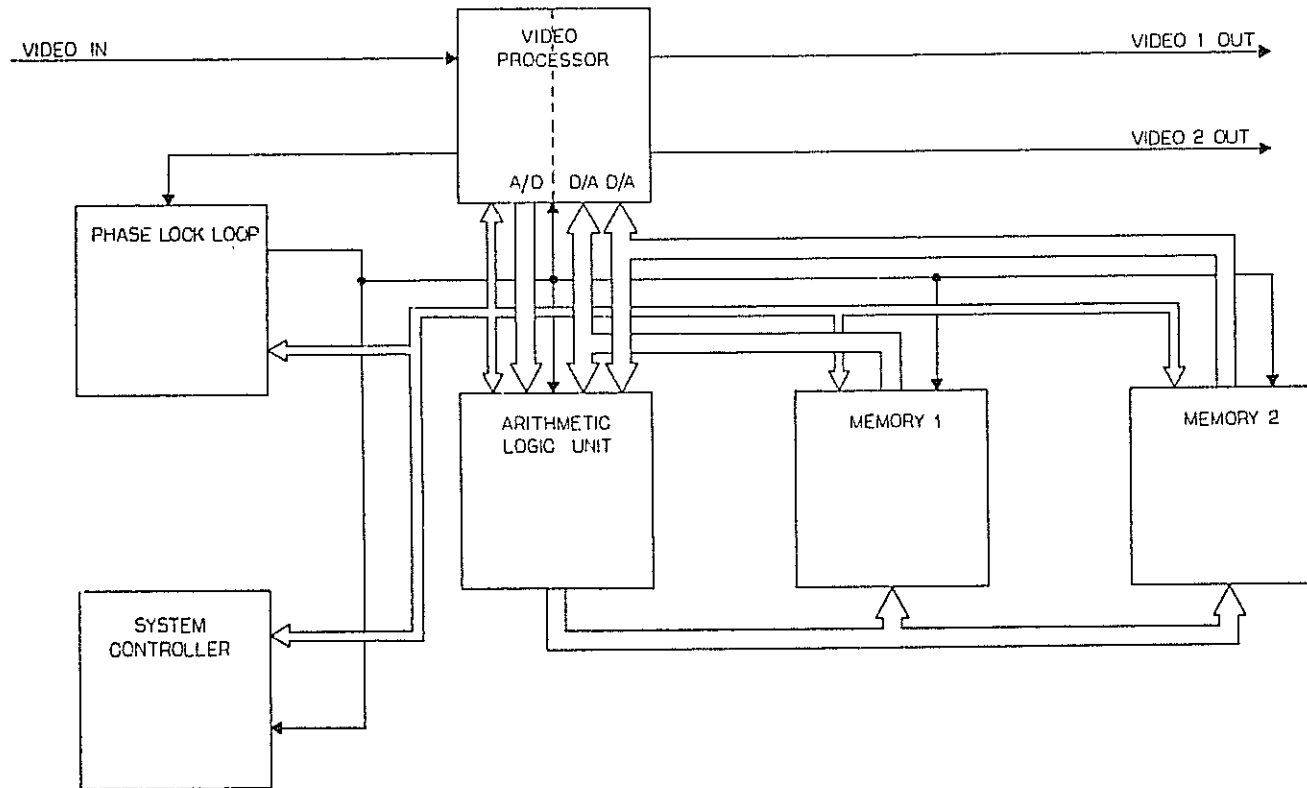 VIDEO IN
VIDEO
PROCESSOR
VIDEO 1 OUT
VIDEO 2 OUT
A/D
D/A
D/A
PHASE LOCK LOOP
ARITHMETIC
LOGIC UNIT
MEMORY 1
MEMORY 2
SYSTEM
CONTROLLER